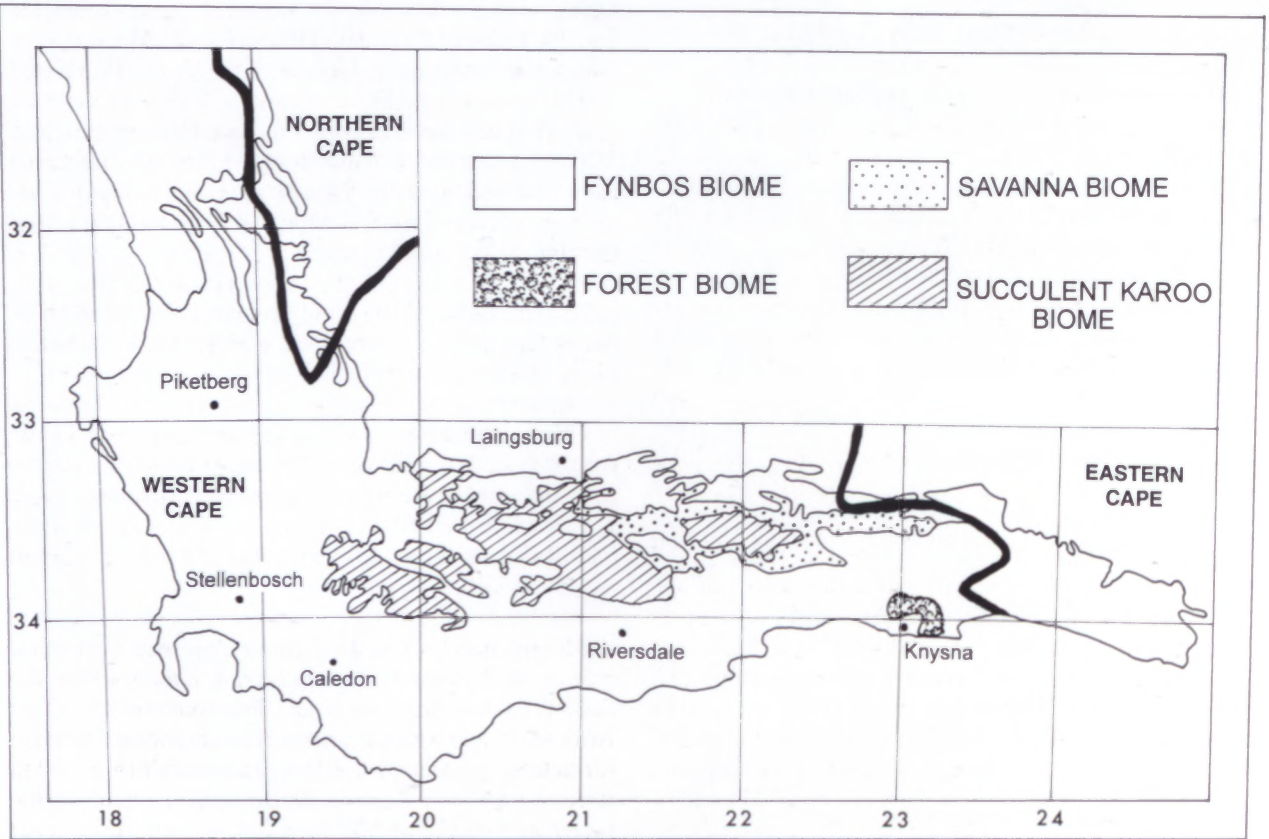 NORTHERN
CAPE
FYNBOS BIOME
SAVANNA BIOME
FOREST BIOME
SUCCULENT KAROO
BIOME
32
Piketberg
33
Laingsburg
WESTERN
CAPE
EASTERN
CAPE
Stellenbosch
34
Riversdale
Knysna
Caledon
18
19
20
21
22
23
24